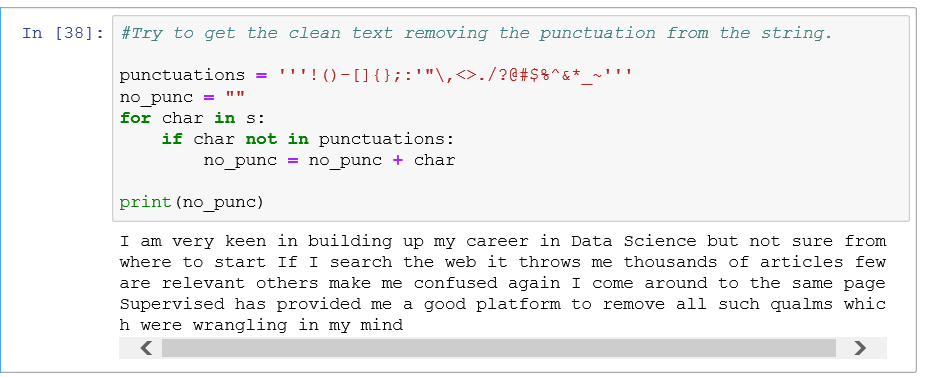 In [38]: #Try to get the clean text removing the punctuation from the string.
punctuations = '''!()-[]{};:'"\,<>./?@#$%^&*_~'''
no_punc = ""
for char in s:
    if char not in punctuations:
        no_punc = no_punc + char
print(no_punc)
I am very keen in building up my career in Data Science but not sure from
where to start If I search the web it throws me thousands of articles few
are relevant others make me confused again I come around to the same page
Supervised has provided me a good platform to remove all such qualms whic
h were wrangling in my mind